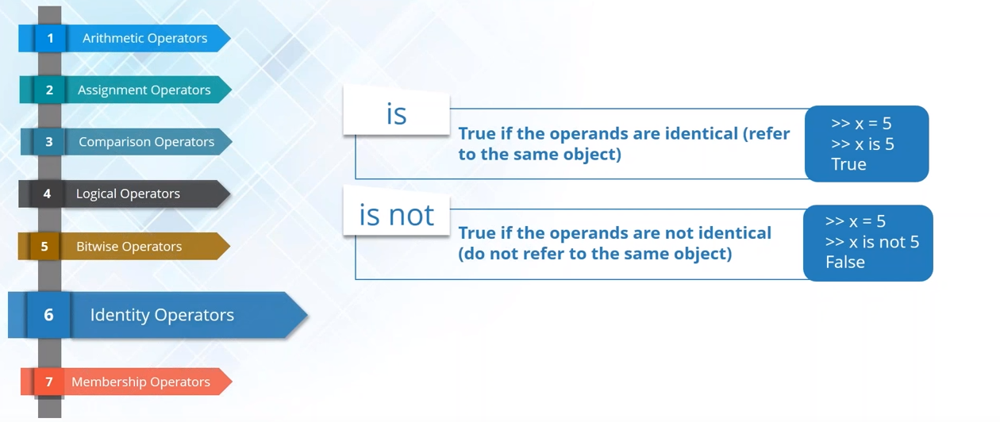 1 Arithmetic Operators
2 Assignment Operators
3 Comparison Operators
4 Logical Operators
5 Bitwise Operators
6 Identity Operators
7 Membership Operators
is
True if the operands are identical (refer
to the same object)
>> x = 5
>> x is 5
True
is not
True if the operands are not identical
(do not refer to the same object)
>> x = 5
>> x is not 5
False